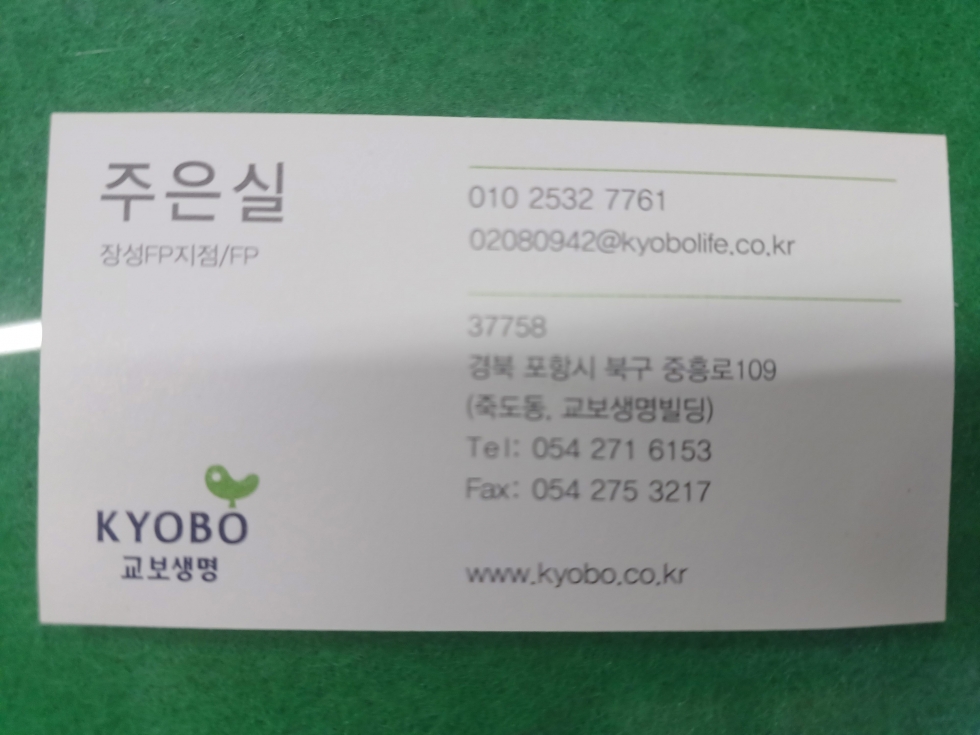 주은실
장성FP지점/FP
010 2532 7761
02080942@kyobolife.co.kr
37758
경북 포항시 북구 중흥로109
(죽도동, 교보생명빌딩)
Tel: 054 271 6153
Fax: 054 275 3217
www.kyobo.co.kr
KYOBO
교보생명